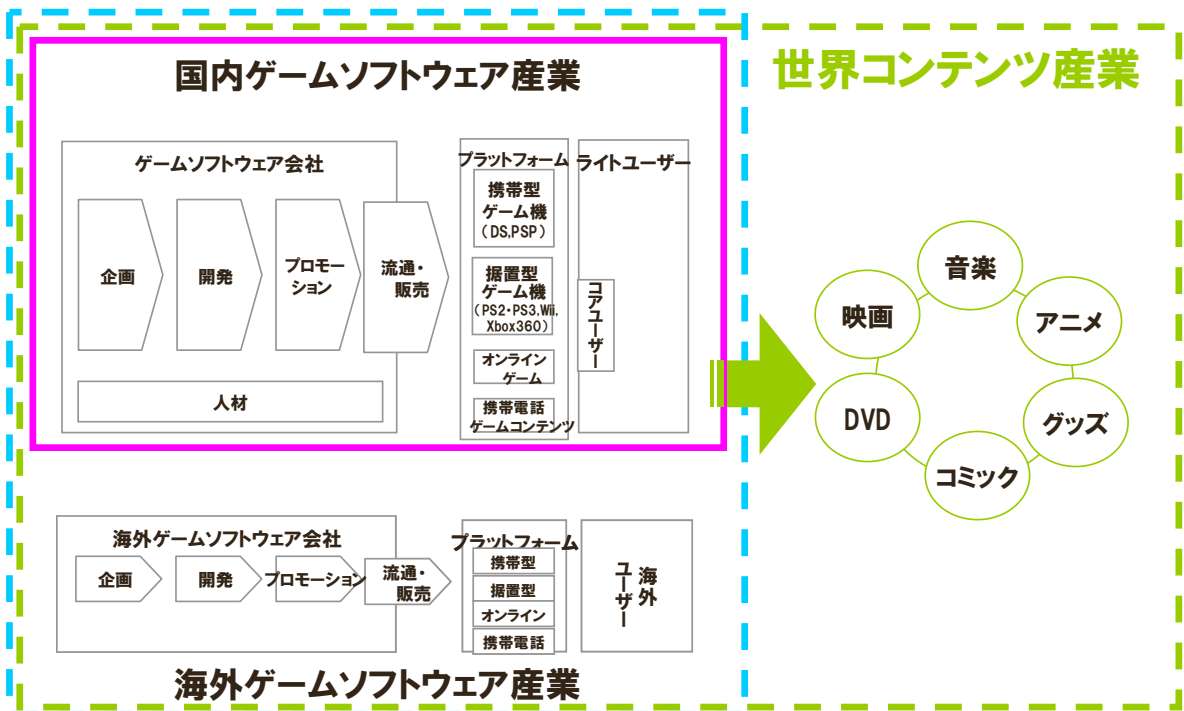 国内ゲームソフトウェア産業
世界コンテンツ産業
ゲームソフトウェア会社
企画
開発
プロモー
ション
流通・
販売
人材
プラットフォーム
携帯型
ゲーム機
（DS,PSP）
据置型
ゲーム機
（PS2・PS3,Wii,
Xbox360）
オンライン
ゲーム
携帯電話
ゲームコンテンツ
ライトユーザー
コアユーザー
音楽
映画
アニメ
DVD
グッズ
コミック
海外ゲームソフトウェア会社
企画
開発
プロモーション
流通・
販売
プラットフォーム
携帯型
据置型
オンライン
携帯電話
海外
ユーザー
海外ゲームソフトウェア産業